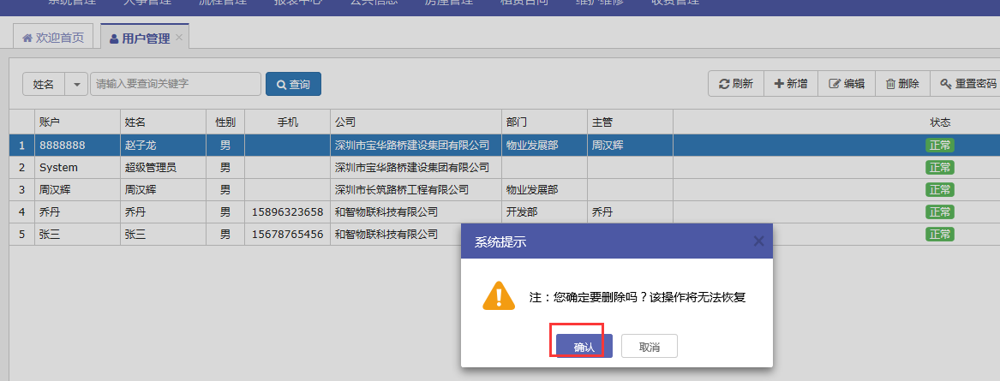 系统管理 人事管理 流程管理 报表中心 公共信息 房屋管理 租赁合同 维护维修 收费管理
欢迎首页 用户管理 ×
姓名 请输入要查询关键字 查询 刷新 新增 编辑 删除 重置密码
账户 姓名 性别 手机 公司 部门 主管 状态
1 8888888 赵子龙 男 深圳市宝华路桥建设集团有限公司 物业发展部 周汉辉 正常
2 System 超级管理员 深圳市宝华路桥建设集团有限公司 正常
3 周汉辉 周汉辉 男 深圳市长筑路桥工程有限公司 物业发展部 正常
4 乔丹 乔丹 男 15896323658 和智物联科技有限公司 开发部 乔丹 正常
5 张三 张三 男 15678765456 和智物联科技有限公司 正常
系统提示
注：您确定要删除吗？该操作将无法恢复
确认 取消